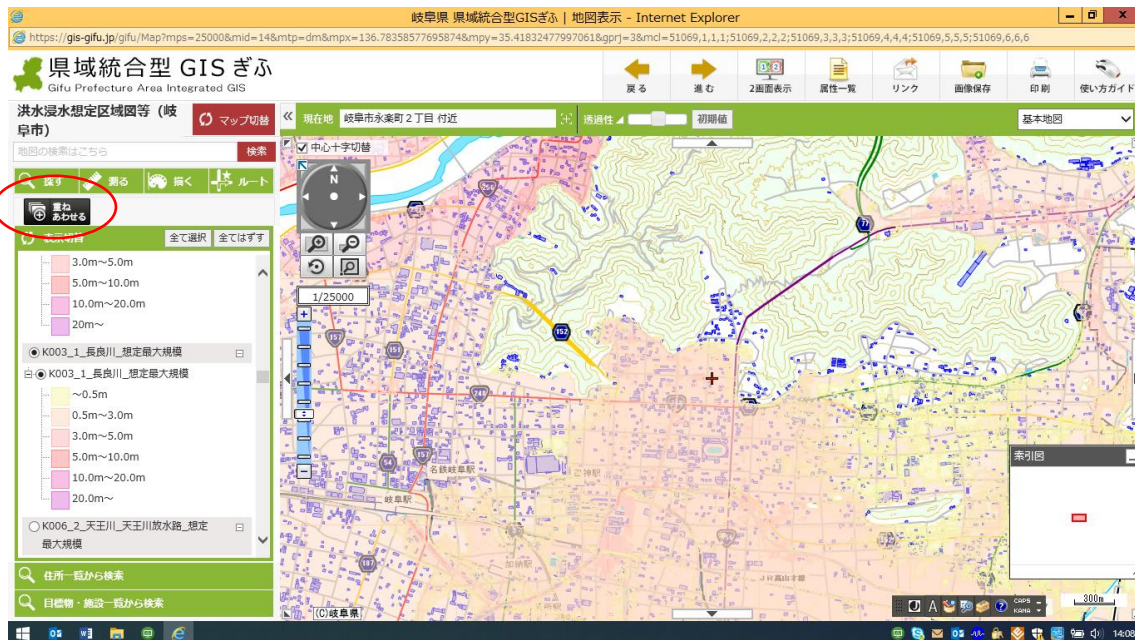 岐阜県 県域統合型GISぎふ | 地図表示 - Internet Explorer
https://gis-gifu.jp/gifu/Map?mps=25000&mid=14&mtp=dm&mpx=136.78358577695874&mpy=35.41832477997061&gprj=3&mcl=51069,1,1,1;51069,2,2,2;51069,3,3,3;51069,4,4,4;51069,5,5,5;51069,6,6,6
県域統合型 GIS ぎふ
Gifu Prefecture Area Integrated GIS
戻る
進む
2画面表示
属性一覧
リンク
画像保存
印刷
使い方ガイド
洪水浸水想定区域図等（岐阜市）
マップ切替
現在地
岐阜市永楽町2丁目 付近
透過性
初期値
基本地図
地図の検索はこちら
検索
中心十字切替
探す
測る
描く
ルート
N
重ね
あわせる
表示切替
全て選択
全てはずす
3.0m～5.0m
5.0m～10.0m
10.0m～20.0m
20m～
1/25000
K003_1_長良川_想定最大規模
K003_1_長良川_想定最大規模
～0.5m
0.5m～3.0m
3.0m～5.0m
5.0m～10.0m
10.0m～20.0m
20.0m～
K006_2_天王川_天王川放水路_想定
最大規模
住所一覧から検索
目標物・施設一覧から検索
256
77
152
157
151
名鉄岐阜駅
岐阜駅
索引図
JR高山本線
(C)岐阜県
300m
A
CAPS
KANA
14:08